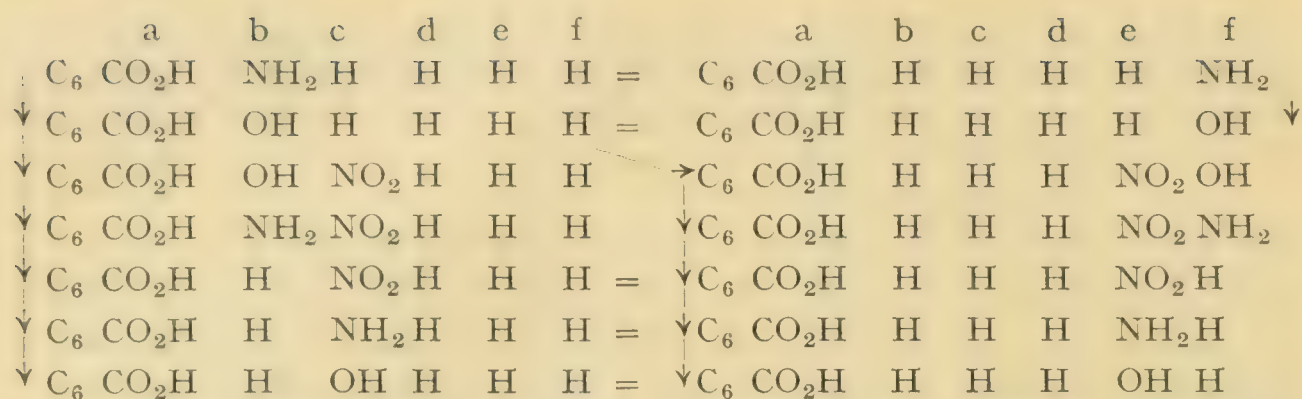 a b c d e f a b c d e f
C₆ CO₂H NH₂ H H H H = C₆ CO₂H H H H H NH₂
C₆ CO₂H OH H H H H = C₆ CO₂H H H H H OH
C₆ CO₂H OH NO₂ H H H C₆ CO₂H H H H NO₂ OH
C₆ CO₂H NH₂ NO₂ H H H C₆ CO₂H H H H NO₂ NH₂
C₆ CO₂H H NO₂ H H H = C₆ CO₂H H H H NO₂ H
C₆ CO₂H H NH₂ H H H = C₆ CO₂H H H H NH₂ H
C₆ CO₂H H OH H H H = C₆ CO₂H H H H OH H